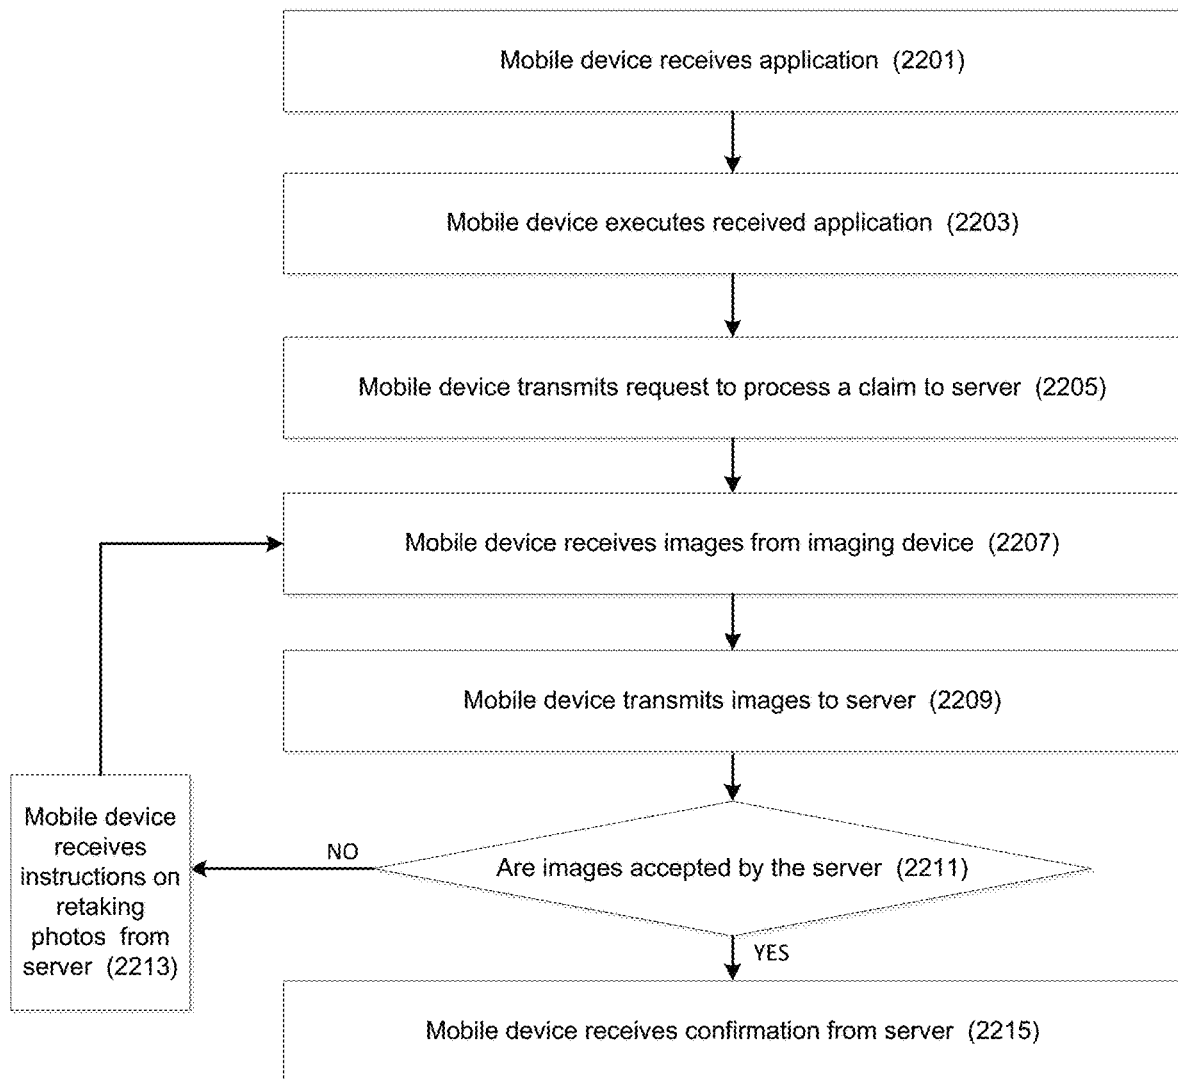 Mobile device receives application (2201)
Mobile device executes received application (2203)
Mobile device transmits request to process a claim to server (2205)
Mobile device receives images from imaging device (2207)
Mobile device transmits images to server (2209)
Are images accepted by the server (2211)
NO
Mobile device
receives
instructions on
retaking
photos from
server (2213)
YES
Mobile device receives confirmation from server (2215)